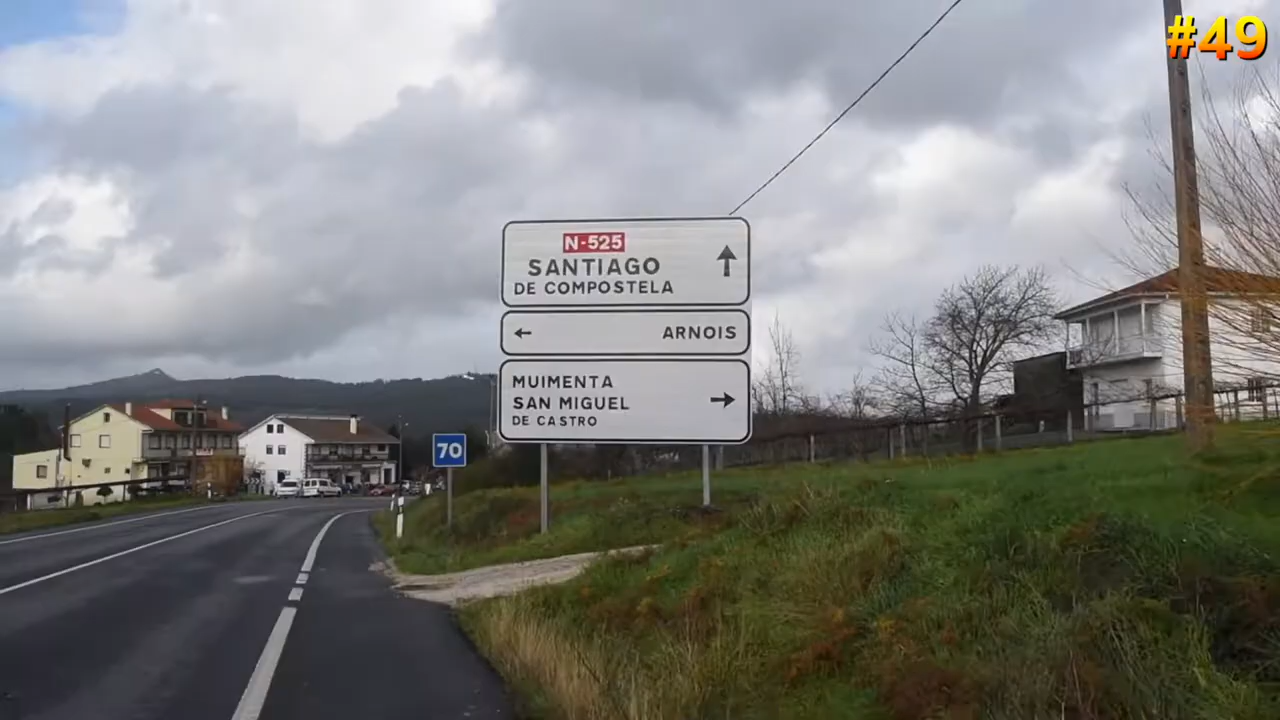 #49
N-525
SANTIAGO
DE COMPOSTELA
ARNOIS
MUIMENTA
SAN MIGUEL
DE CASTRO
70